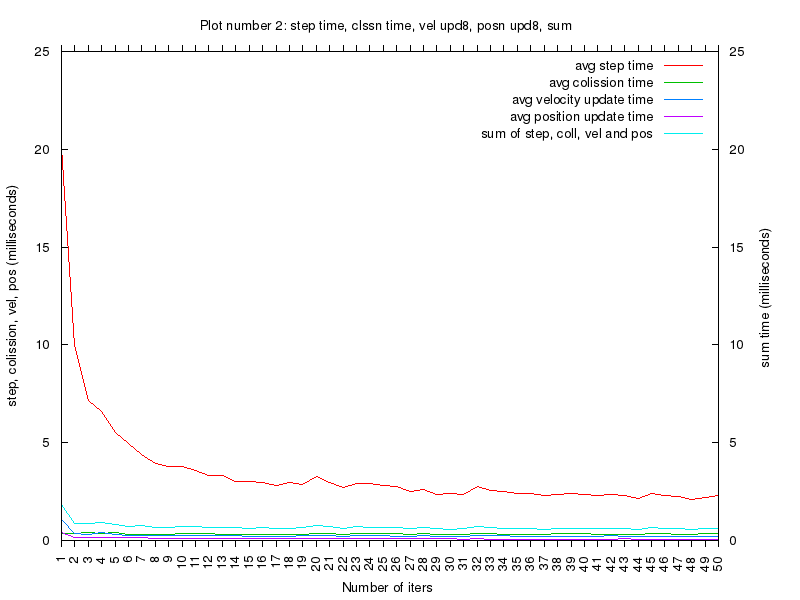 Plot number 2: step time, clssn time, vel upd8, posn upd8, sum
25
20
15
10
5
0
25
20
15
10
5
0
step, colission, vel, pos (milliseconds)
sum time (milliseconds)
avg step time
avg colission time
avg velocity update time
avg position update time
sum of step, coll, vel and pos
1 2 3 4 5 6 7 8 9 10 11 12 13 14 15 16 17 18 19 20 21 22 23 24 25 26 27 28 29 30 31 32 33 34 35 36 37 38 39 40 41 42 43 44 45 46 47 48 49 50
Number of iters